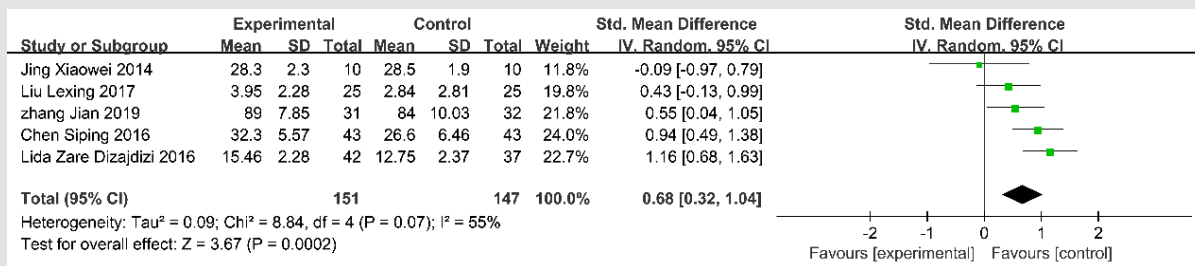 Experimental Control Std. Mean Difference Std. Mean Difference
Study or Subgroup Mean SD Total Mean SD Total Weight IV. Random. 95% CI IV. Random. 95% CI
Jing Xiaowei 2014 28.3 2.3 10 28.5 1.9 10 11.8% -0.09 [-0.97, 0.79]
Liu Lexing 2017 3.95 2.28 25 2.84 2.81 25 19.8% 0.43 [-0.13, 0.99]
zhang Jian 2019 89 7.85 31 84 10.03 32 21.8% 0.55 [0.04, 1.05]
Chen Siping 2016 32.3 5.57 43 26.6 6.46 43 24.0% 0.94 [0.49, 1.38]
Lida Zare Dizajdizi 2016 15.46 2.28 42 12.75 2.37 37 22.7% 1.16 [0.68, 1.63]
Total (95% CI) 151 147 100.0% 0.68 [0.32, 1.04]
Heterogeneity: Tau² = 0.09; Chi² = 8.84, df = 4 (P = 0.07); I² = 55%
Test for overall effect: Z = 3.67 (P = 0.0002)
-2 -1 0 1 2
Favours [experimental] Favours [control]